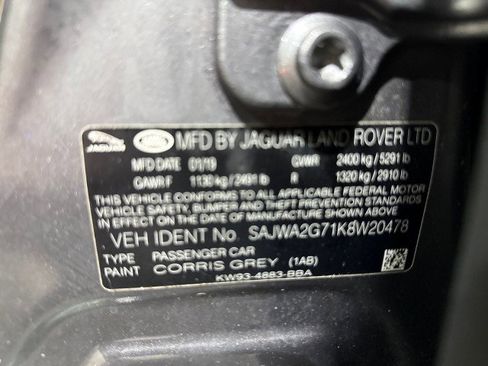 JAGUAR MFD BY JAGUAR LAND ROVER LTD
MFD DATE 01/19 GVWR 2400 kg / 5291 lb
GAWR F 1130 kg / 2491 lb R 1320 kg / 2910 lb
THIS VEHICLE CONFORMS TO ALL APPLICABLE FEDERAL MOTOR
VEHICLE SAFETY, BUMPER AND THEFT PREVENTION STANDARDS
IN EFFECT ON THE DATE OF MANUFACTURE SHOWN ABOVE
VEH IDENT No. SAJWA2G71K8W20478
TYPE PASSENGER CAR
PAINT CORRIS GREY (1AB)
KW93-4883-BBA